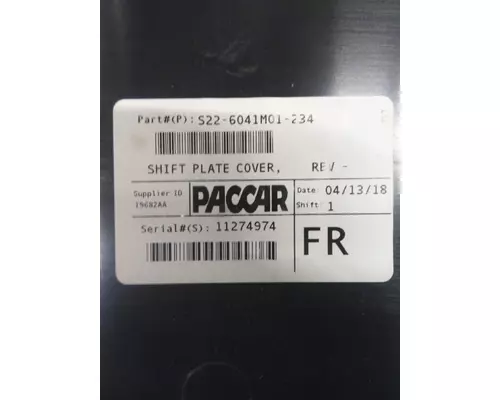 Part#(P): S22-6041M01-234
SHIFT PLATE COVER, REV -
Supplier ID
19682AA
PACCAR
Date: 04/13/18
Shift: 1
Serial#(S): 11274974
FR